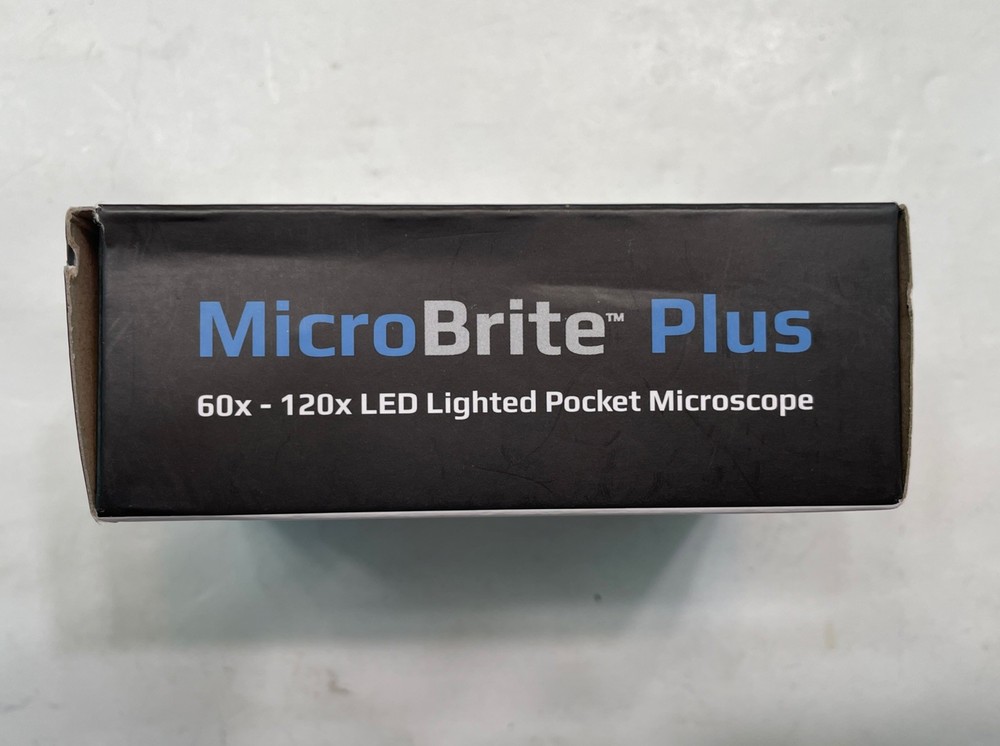 MicroBrite™ Plus
60x - 120x LED Lighted Pocket Microscope